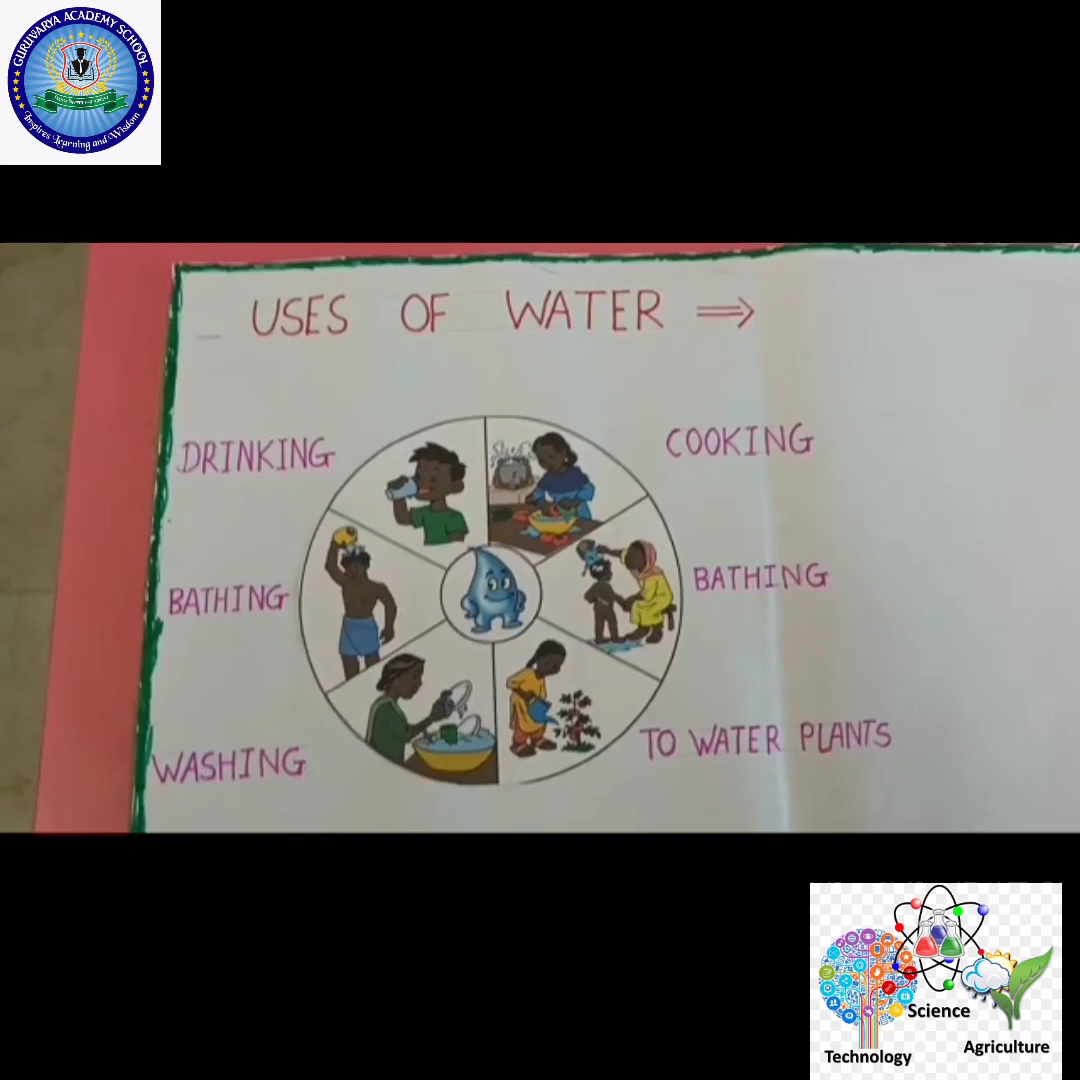 GURUVARYA ACADEMY SCHOOL
Inspires Learning and Wisdom
USES OF WATER ⇒
DRINKING
COOKING
BATHING
BATHING
WASHING
TO WATER PLANTS
Science
Technology
Agriculture